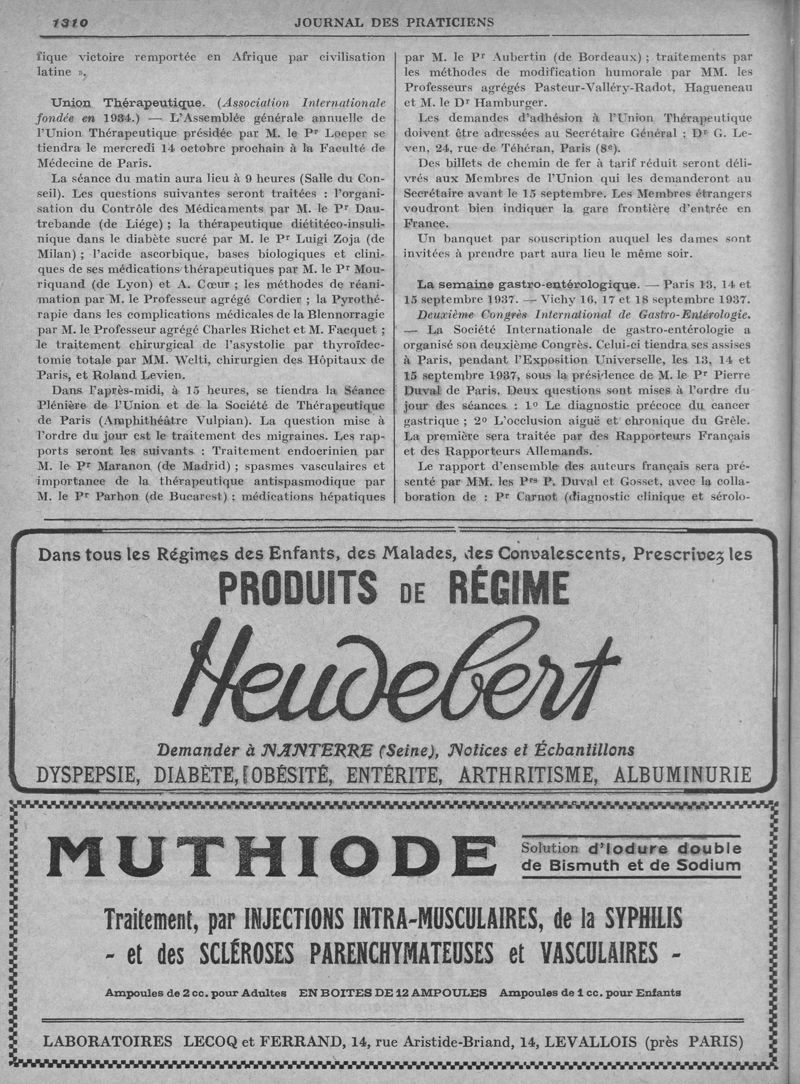 1310
JOURNAL DES PRATICIENS
fique victoire remportée en Afrique par civilisation
latine ».
Union Thérapeutique. (Association Internationale
fondée en 1934.) — L'Assemblée générale annuelle de
l'Union Thérapeutique présidée par M. le Pr Lœper se
tiendra le mercredi 14 octobre prochain à la Faculté de
Médecine de Paris.
La séance du matin aura lieu à 9 heures (Salle du Con-
seil). Les questions suivantes seront traitées : l'organi-
sation du Contrôle des Médicaments par M. le Pr Dau-
trebande (de Liége) ; la thérapeutique diétitéco-insuli-
nique dans le diabète sucré par M. le Pr Luigi Zoja (de
Milan) ; l'acide ascorbique, bases biologiques et clini-
ques de ses médications thérapeutiques par M. le Pr Mou-
riquand (de Lyon) et A. Cœur ; les méthodes de réani-
mation par M. le Professeur agrégé Cordier ; la Pyrothé-
rapie dans les complications médicales de la Blennorragie
par M. le Professeur agrégé Charles Richet et M. Facquet ;
le traitement chirurgical de l'asystolie par thyroïdec-
tomie totale par MM. Welti, chirurgien des Hôpitaux de
Paris, et Roland Levien.
Dans l'après-midi, à 15 heures, se tiendra la Séance
Plénière de l'Union et de la Société de Thérapeutique
de Paris (Amphithéâtre Vulpian). La question mise à
l'ordre du jour est le traitement des migraines. Les rap-
ports seront les suivants : Traitement endocrinien par
M. le Pr Maranon (de Madrid) ; spasmes vasculaires et
importance de la thérapeutique antispasmodique par
M. le Pr Parhon (de Bucarest) ; médications hépatiques
par M. le Pr Aubertin (de Bordeaux) ; traitements par
les méthodes de modification humorale par MM. les
Professeurs agrégés Pasteur-Valléry-Radot, Hagueneau
et M. le Dr Hamburger.
Les demandes d'adhésion à l'Union Thérapeutique
doivent être adressées au Secrétaire Général : Dr G. Le-
ven, 24, rue de Téhéran, Paris (8e).
Des billets de chemin de fer à tarif réduit seront déli-
vrés aux Membres de l'Union qui les demanderont au
Secrétaire avant le 15 septembre. Les Membres étrangers
voudront bien indiquer la gare frontière d'entrée en
France.
Un banquet par souscription auquel les dames sont
invitées à prendre part aura lieu le même soir.
La semaine gastro-entérologique. — Paris 13, 14 et
15 septembre 1937. — Vichy 16, 17 et 18 septembre 1937.
Deuxième Congrès International de Gastro-Entérologie.
— La Société Internationale de gastro-entérologie a
organisé son deuxième Congrès. Celui-ci tiendra ses assises
à Paris, pendant l'Exposition Universelle, les 13, 14 et
15 septembre 1937, sous la présidence de M. le Pr Pierre
Duval de Paris. Deux questions sont mises à l'ordre du
jour des séances : 1o Le diagnostic précoce du cancer
gastrique ; 2o L'occlusion aiguë et chronique du Grêle.
La première sera traitée par des Rapporteurs Français
et des Rapporteurs Allemands.
Le rapport d'ensemble des auteurs français sera pré-
senté par MM. les Prs P. Duval et Gosset, avec la colla-
boration de : Pr Carnot (diagnostic clinique et sérolo-
Dans tous les Régimes des Enfants, des Malades, des Convalescents, Prescrivez les
PRODUITS DE RÉGIME
Heudebert
Demander à NANTERRE (Seine), Notices et Échantillons
DYSPEPSIE, DIABÈTE, OBÉSITÉ, ENTÉRITE, ARTHRITISME, ALBUMINURIE
MUTHIODE
Solution d'Iodure double
de Bismuth et de Sodium
Traitement, par INJECTIONS INTRA-MUSCULAIRES, de la SYPHILIS
- et des SCLÉROSES PARENCHYMATEUSES et VASCULAIRES -
Ampoules de 2 cc. pour Adultes EN BOITES DE 12 AMPOULES Ampoules de 1 cc. pour Enfants
LABORATOIRES LECOQ et FERRAND, 14, rue Aristide-Briand, 14, LEVALLOIS (près PARIS)